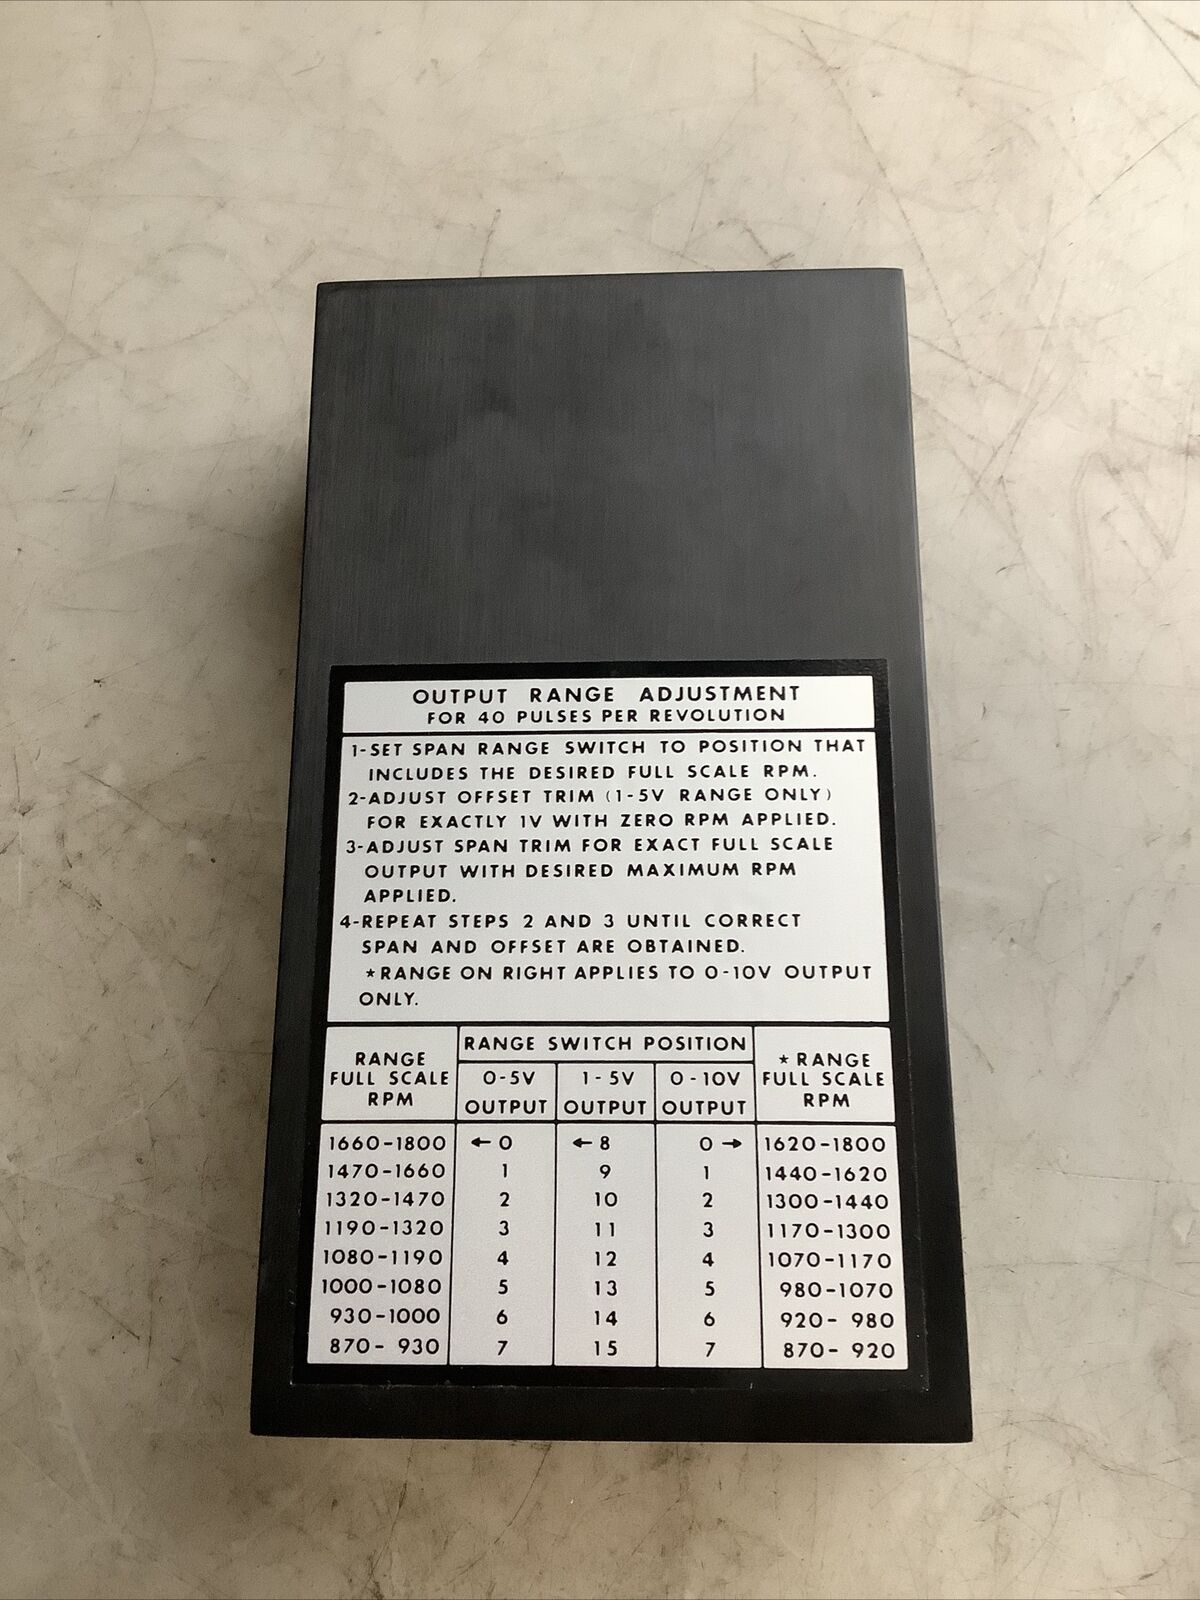 OUTPUT RANGE ADJUSTMENT
FOR 40 PULSES PER REVOLUTION
1-SET SPAN RANGE SWITCH TO POSITION THAT
INCLUDES THE DESIRED FULL SCALE RPM.
2-ADJUST OFFSET TRIM (1-5V RANGE ONLY)
FOR EXACTLY 1V WITH ZERO RPM APPLIED.
3-ADJUST SPAN TRIM FOR EXACT FULL SCALE
OUTPUT WITH DESIRED MAXIMUM RPM
APPLIED.
4-REPEAT STEPS 2 AND 3 UNTIL CORRECT
SPAN AND OFFSET ARE OBTAINED.
*RANGE ON RIGHT APPLIES TO 0-10V OUTPUT
ONLY.
RANGE
FULL SCALE
RPM
RANGE SWITCH POSITION
0-5V
OUTPUT
1-5V
OUTPUT
0-10V
OUTPUT
* RANGE
FULL SCALE
RPM
1660-1800 ←0 ←8 0→ 1620-1800
1470-1660 1 9 1 1440-1620
1320-1470 2 10 2 1300-1440
1190-1320 3 11 3 1170-1300
1080-1190 4 12 4 1070-1170
1000-1080 5 13 5 980-1070
930-1000 6 14 6 920- 980
870- 930 7 15 7 870- 920